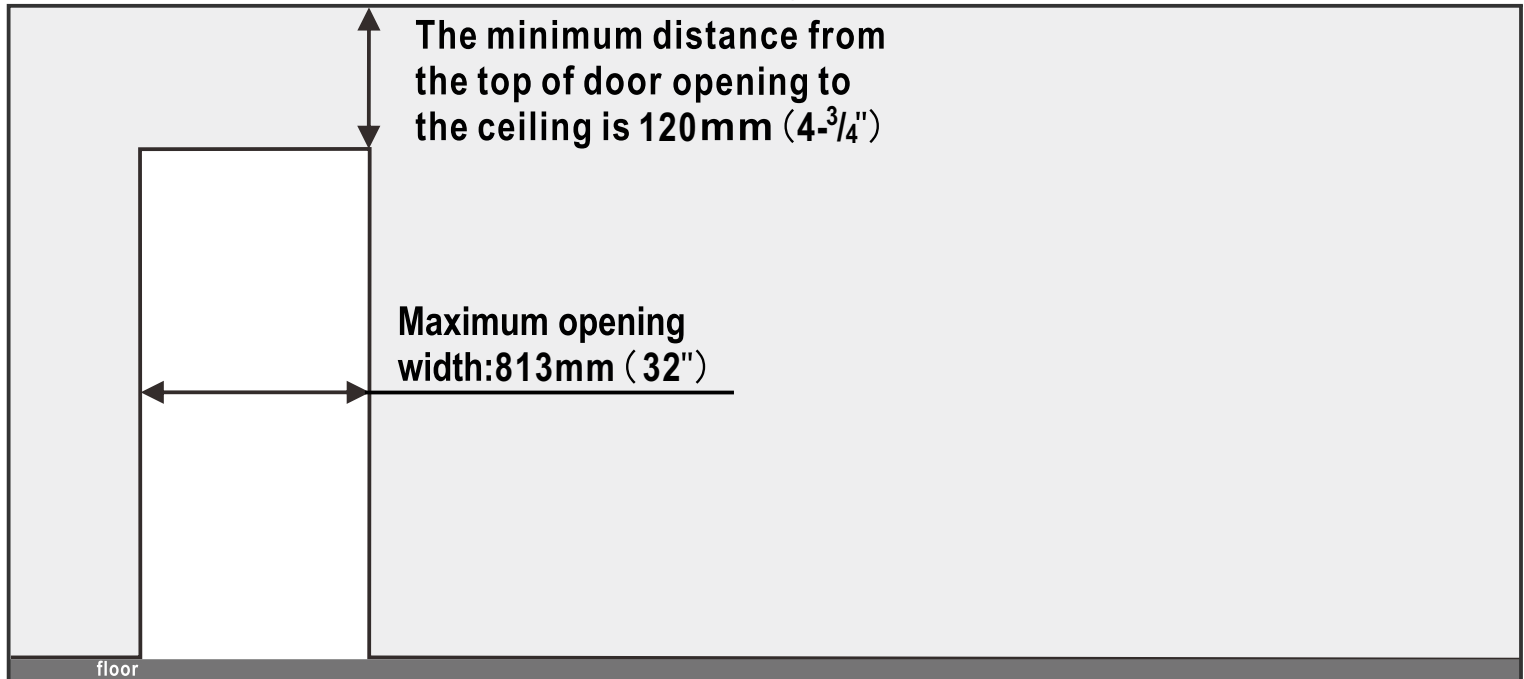 The minimum distance from
the top of door opening to
the ceiling is 120mm（4-3/4"）
Maximum opening
width:813mm（32"）
floor